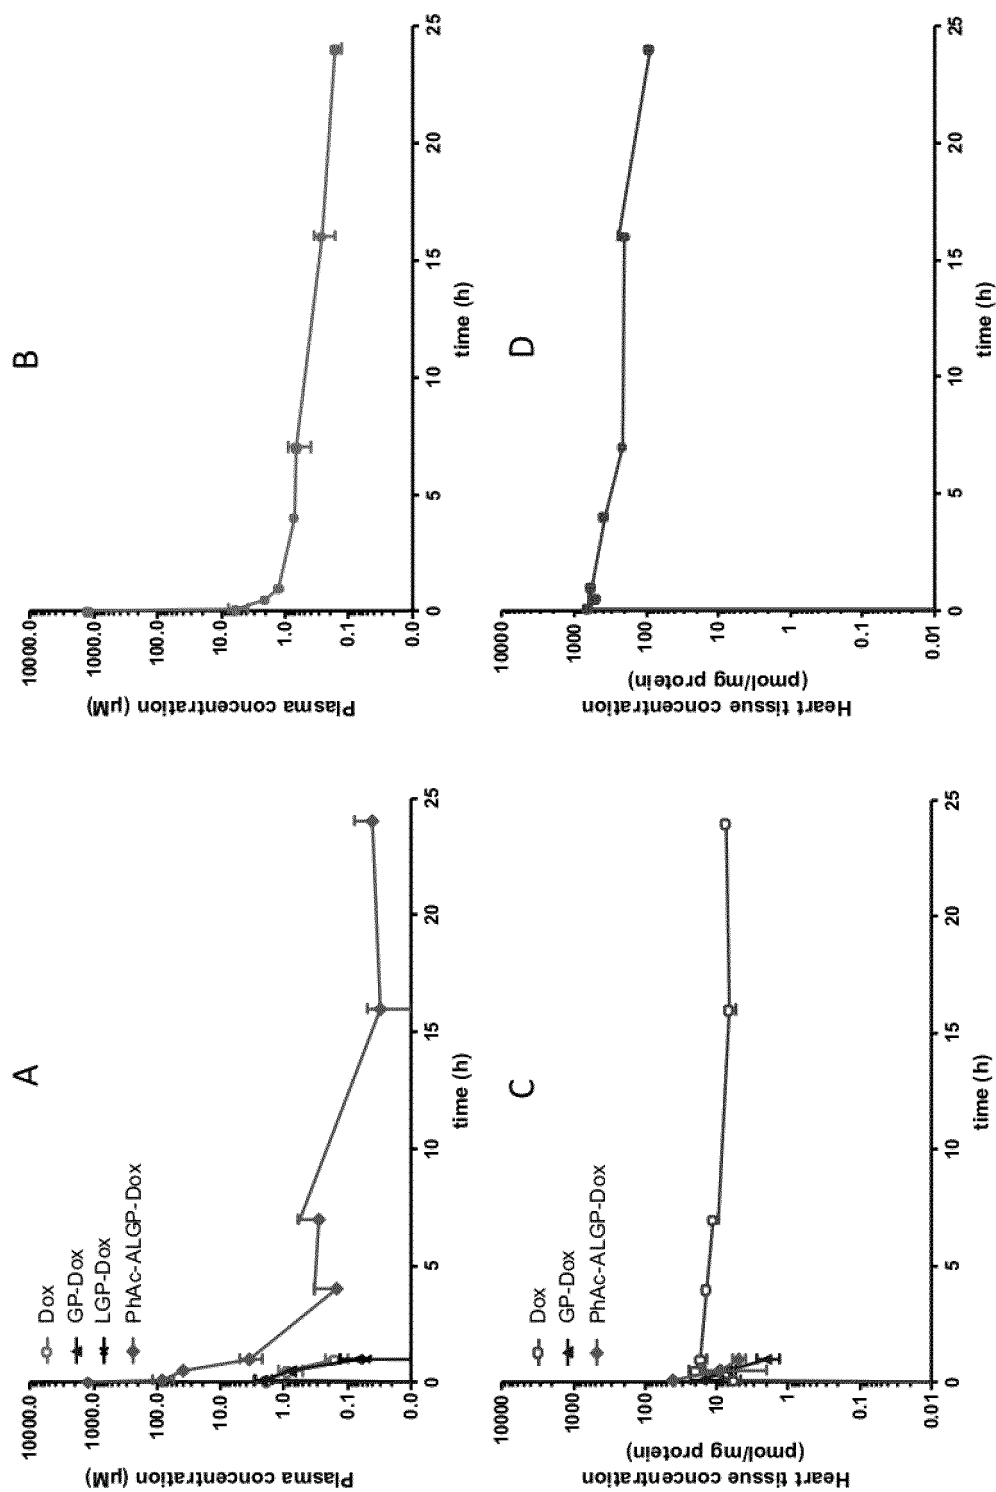 A
Plasma concentration (µM)
10000.0
1000.0
100.0
10.0
1.0
0.1
0.0
0
5
10
15
20
25
time (h)
Dox
GP-Dox
LGP-Dox
PhAc-ALGP-Dox
B
Plasma concentration (µM)
10000.0
1000.0
100.0
10.0
1.0
0.1
0.0
0
5
10
15
20
25
time (h)
C
Heart tissue concentration
(pmol/mg protein)
10000
1000
100
10
1
0.1
0.01
0
5
10
15
20
25
time (h)
Dox
GP-Dox
PhAc-ALGP-Dox
D
Heart tissue concentration
(pmol/mg protein)
10000
1000
100
10
1
0.1
0.01
0
5
10
15
20
25
time (h)